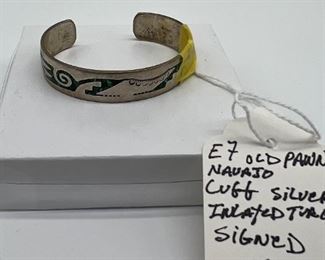 E7 OLD PAWN
NAVAJO
CUFF SILVER
INLAYED TURQ
SIGNED